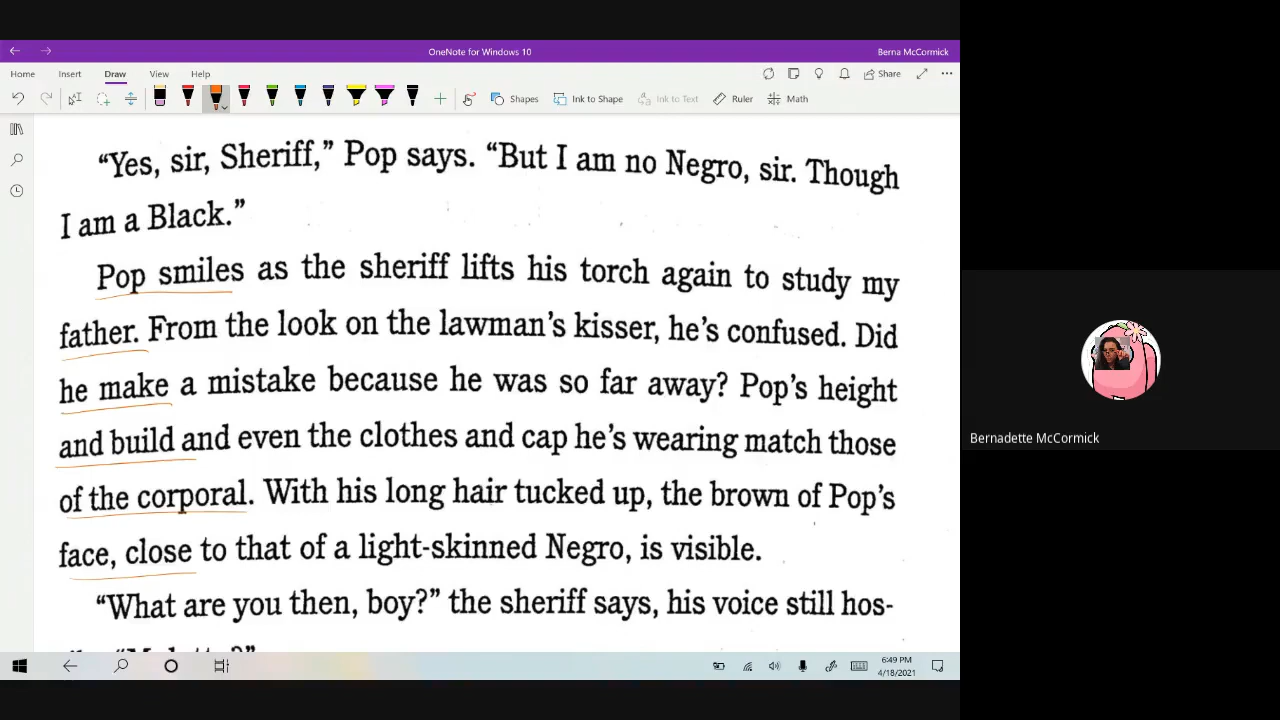 OneNote for Windows 10
Berna McCormick
Home Insert Draw View Help
Share
Shapes Ink to Shape Ink to Text Ruler Math
“Yes, sir, Sheriff,” Pop says. “But I am no Negro, sir. Though
I am a Black.”
Pop smiles as the sheriff lifts his torch again to study my
father. From the look on the lawman’s kisser, he’s confused. Did
he make a mistake because he was so far away? Pop’s height
and build and even the clothes and cap he’s wearing match those
of the corporal. With his long hair tucked up, the brown of Pop’s
face, close to that of a light-skinned Negro, is visible.
“What are you then, boy?” the sheriff says, his voice still hos-
Bernadette McCormick
6:49 PM
4/18/2021